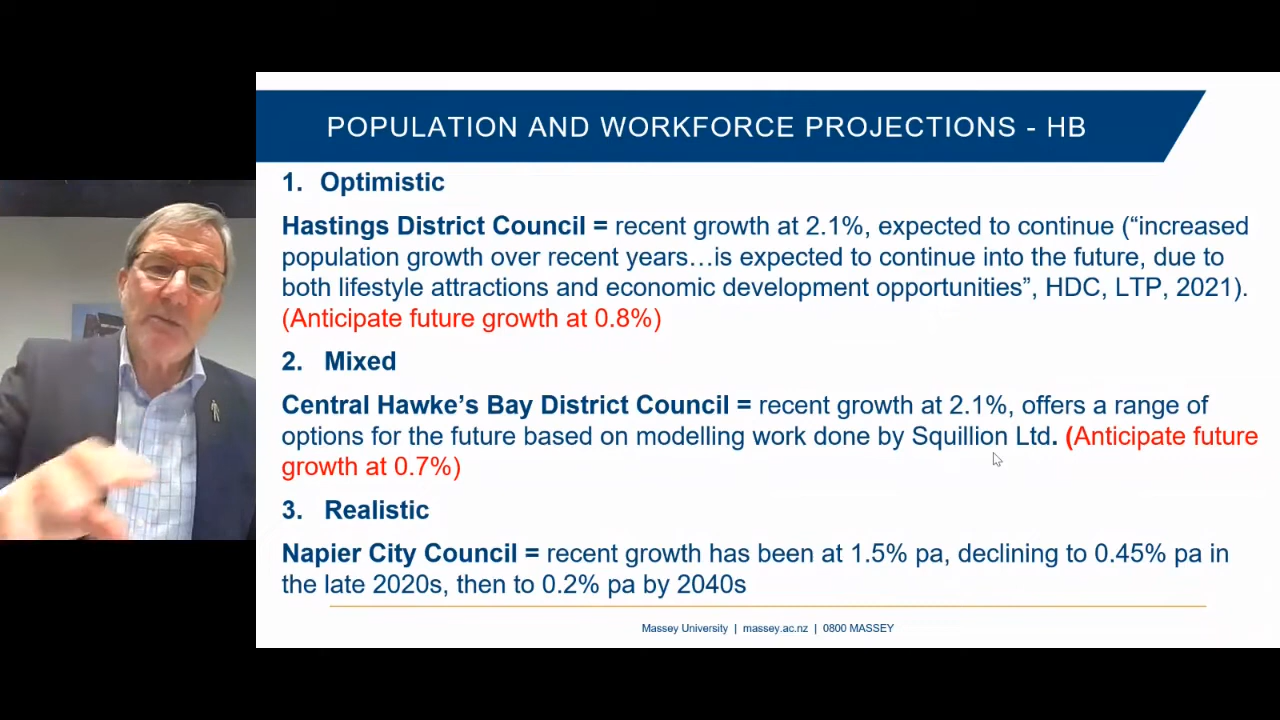 POPULATION AND WORKFORCE PROJECTIONS - HB
1. Optimistic
Hastings District Council = recent growth at 2.1%, expected to continue (“increased
population growth over recent years…is expected to continue into the future, due to
both lifestyle attractions and economic development opportunities”, HDC, LTP, 2021).
(Anticipate future growth at 0.8%)
2. Mixed
Central Hawke’s Bay District Council = recent growth at 2.1%, offers a range of
options for the future based on modelling work done by Squillion Ltd. (Anticipate future
growth at 0.7%)
3. Realistic
Napier City Council = recent growth has been at 1.5% pa, declining to 0.45% pa in
the late 2020s, then to 0.2% pa by 2040s
Massey University | massey.ac.nz | 0800 MASSEY